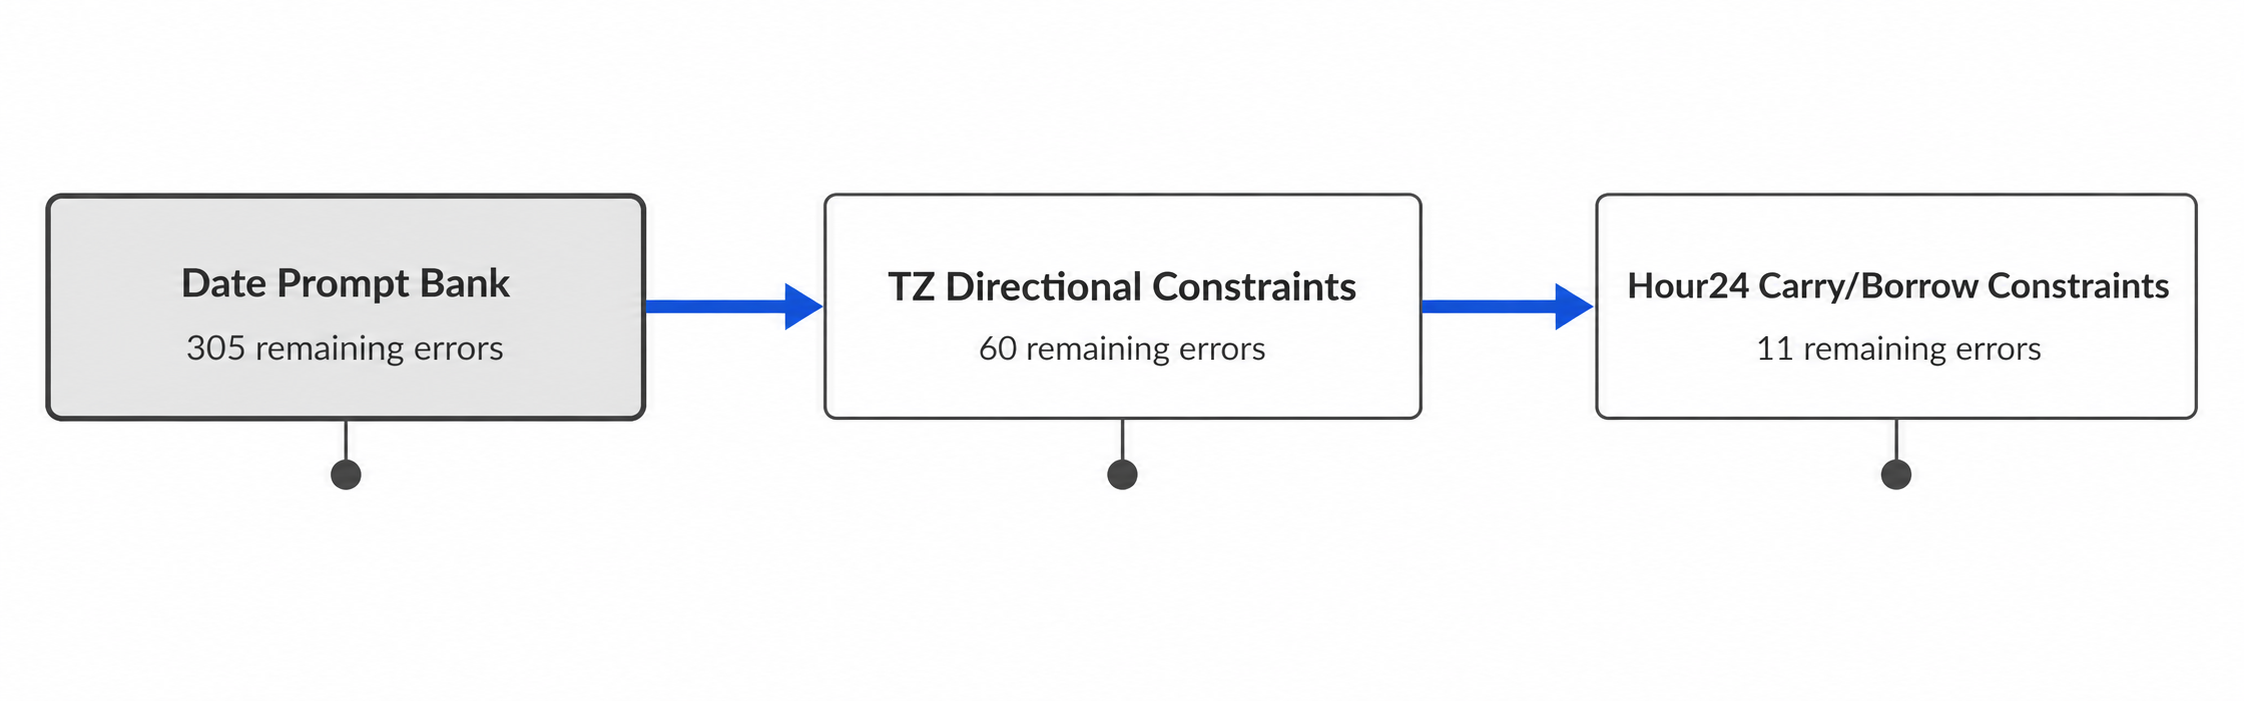 Date Prompt Bank
305 remaining errors
TZ Directional Constraints
60 remaining errors
Hour24 Carry/Borrow Constraints
11 remaining errors